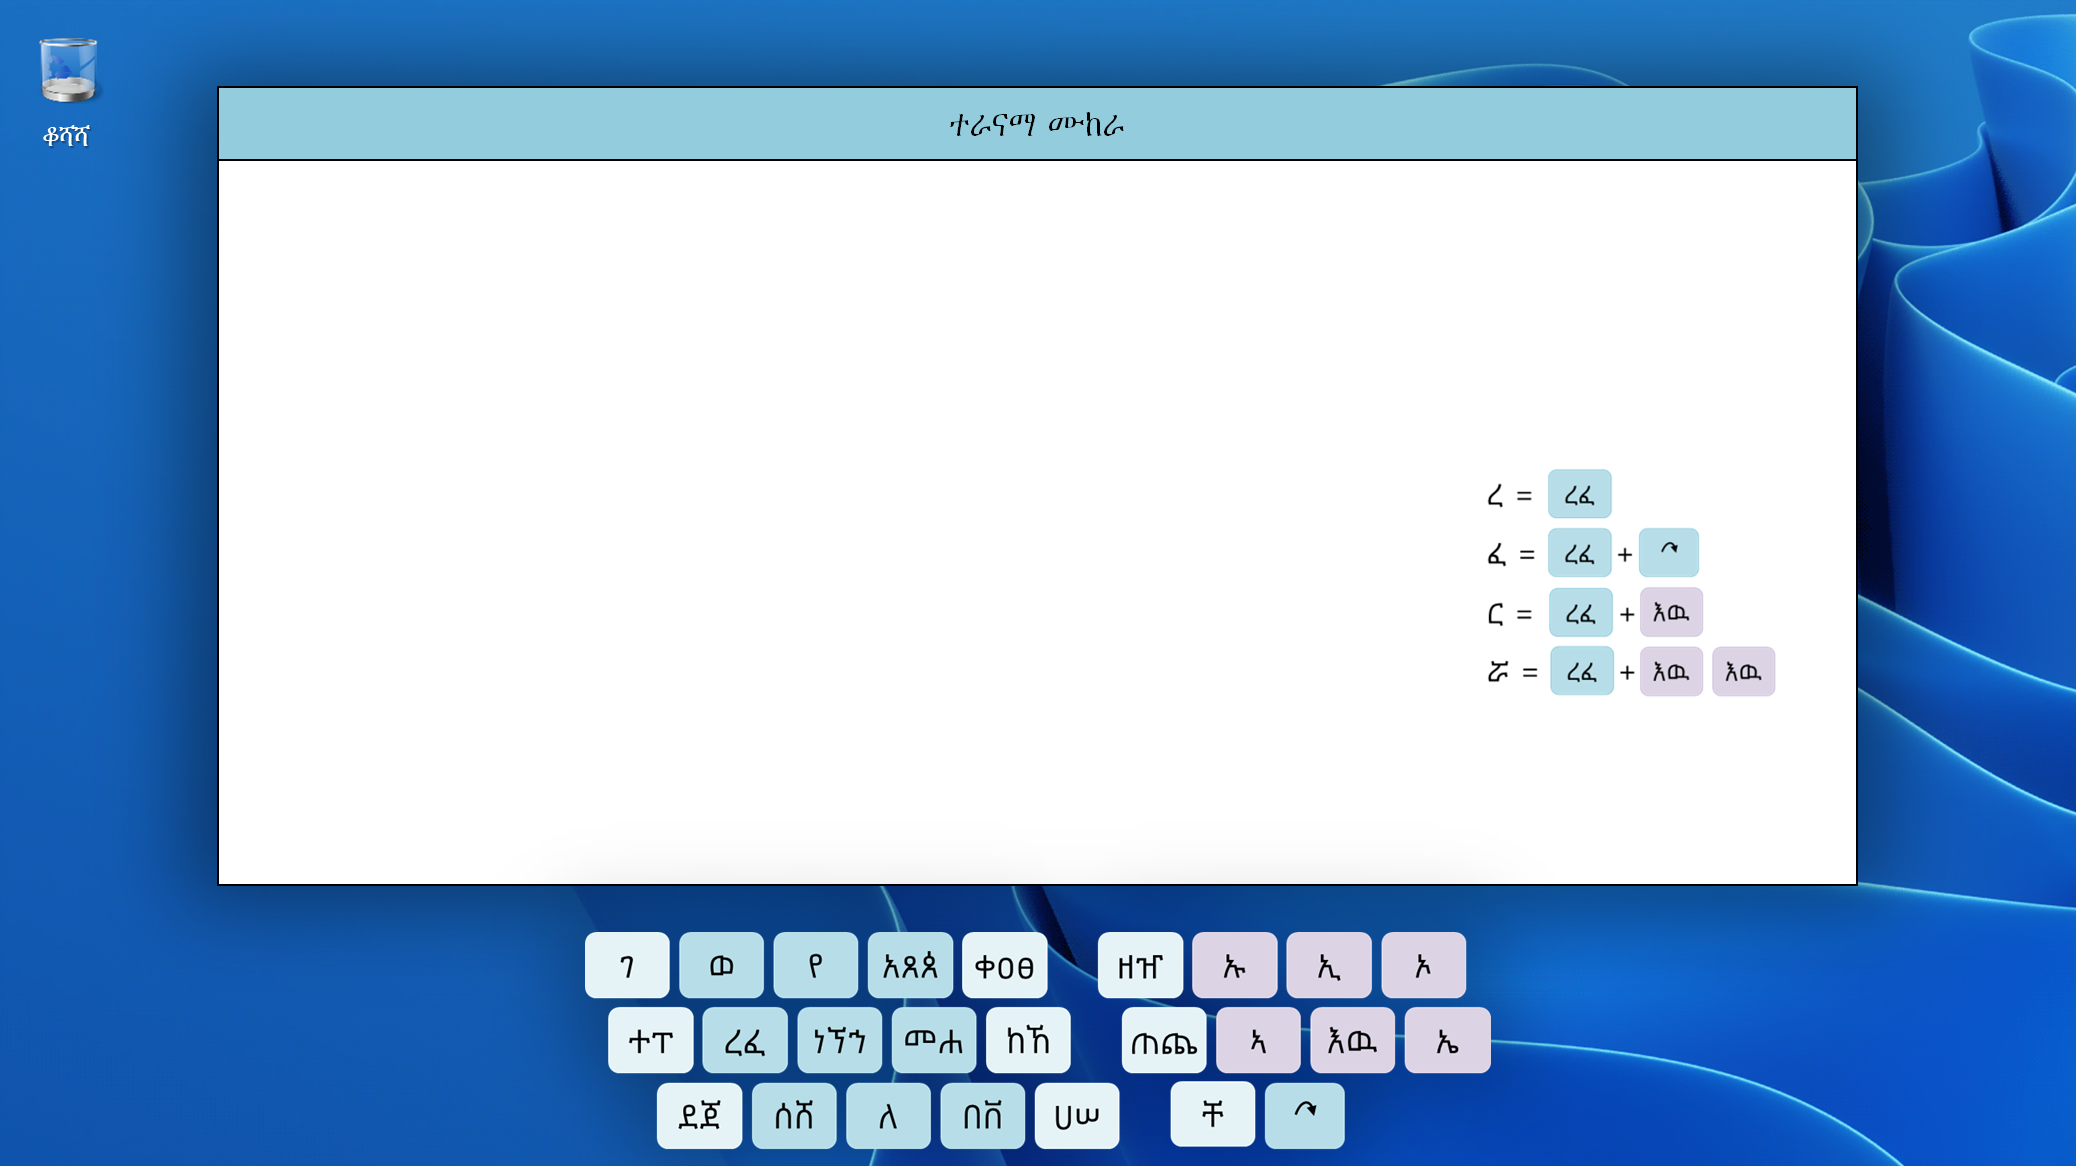 ቆሻሻ
ተራናማ ሙከራ
ረ = ረፈ
ፈ = ረፈ + ↷
ር = ረፈ + እዉ
ሯ = ረፈ + እዉ እዉ
ገ ወ የ አጸጰ ቀዐፀ ዘዠ ኡ ኢ ኦ
ተፐ ረፈ ነኘኀ መሐ ከኸ ጠጨ ኣ እዉ ኤ
ደጀ ሰሸ ለ በቨ ሀሠ ቸ ↷